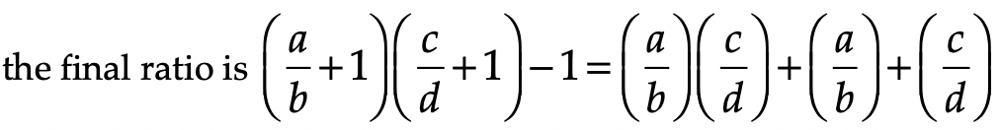 the final ratio is (a/b+1)(c/d+1)−1=(a/b)(c/d)+(a/b)+(c/d)